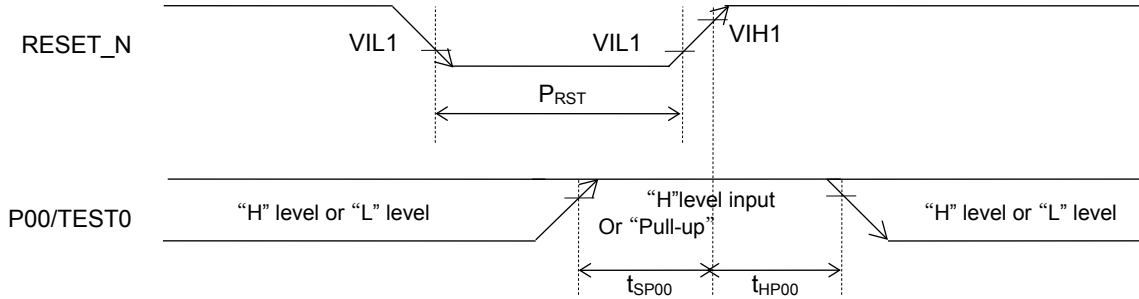 RESET_N
VIL1
VIL1
VIH1
PRST
P00/TEST0
“H” level or “L” level
“H”level input
Or “Pull-up”
“H” level or “L” level
tSP00
tHP00